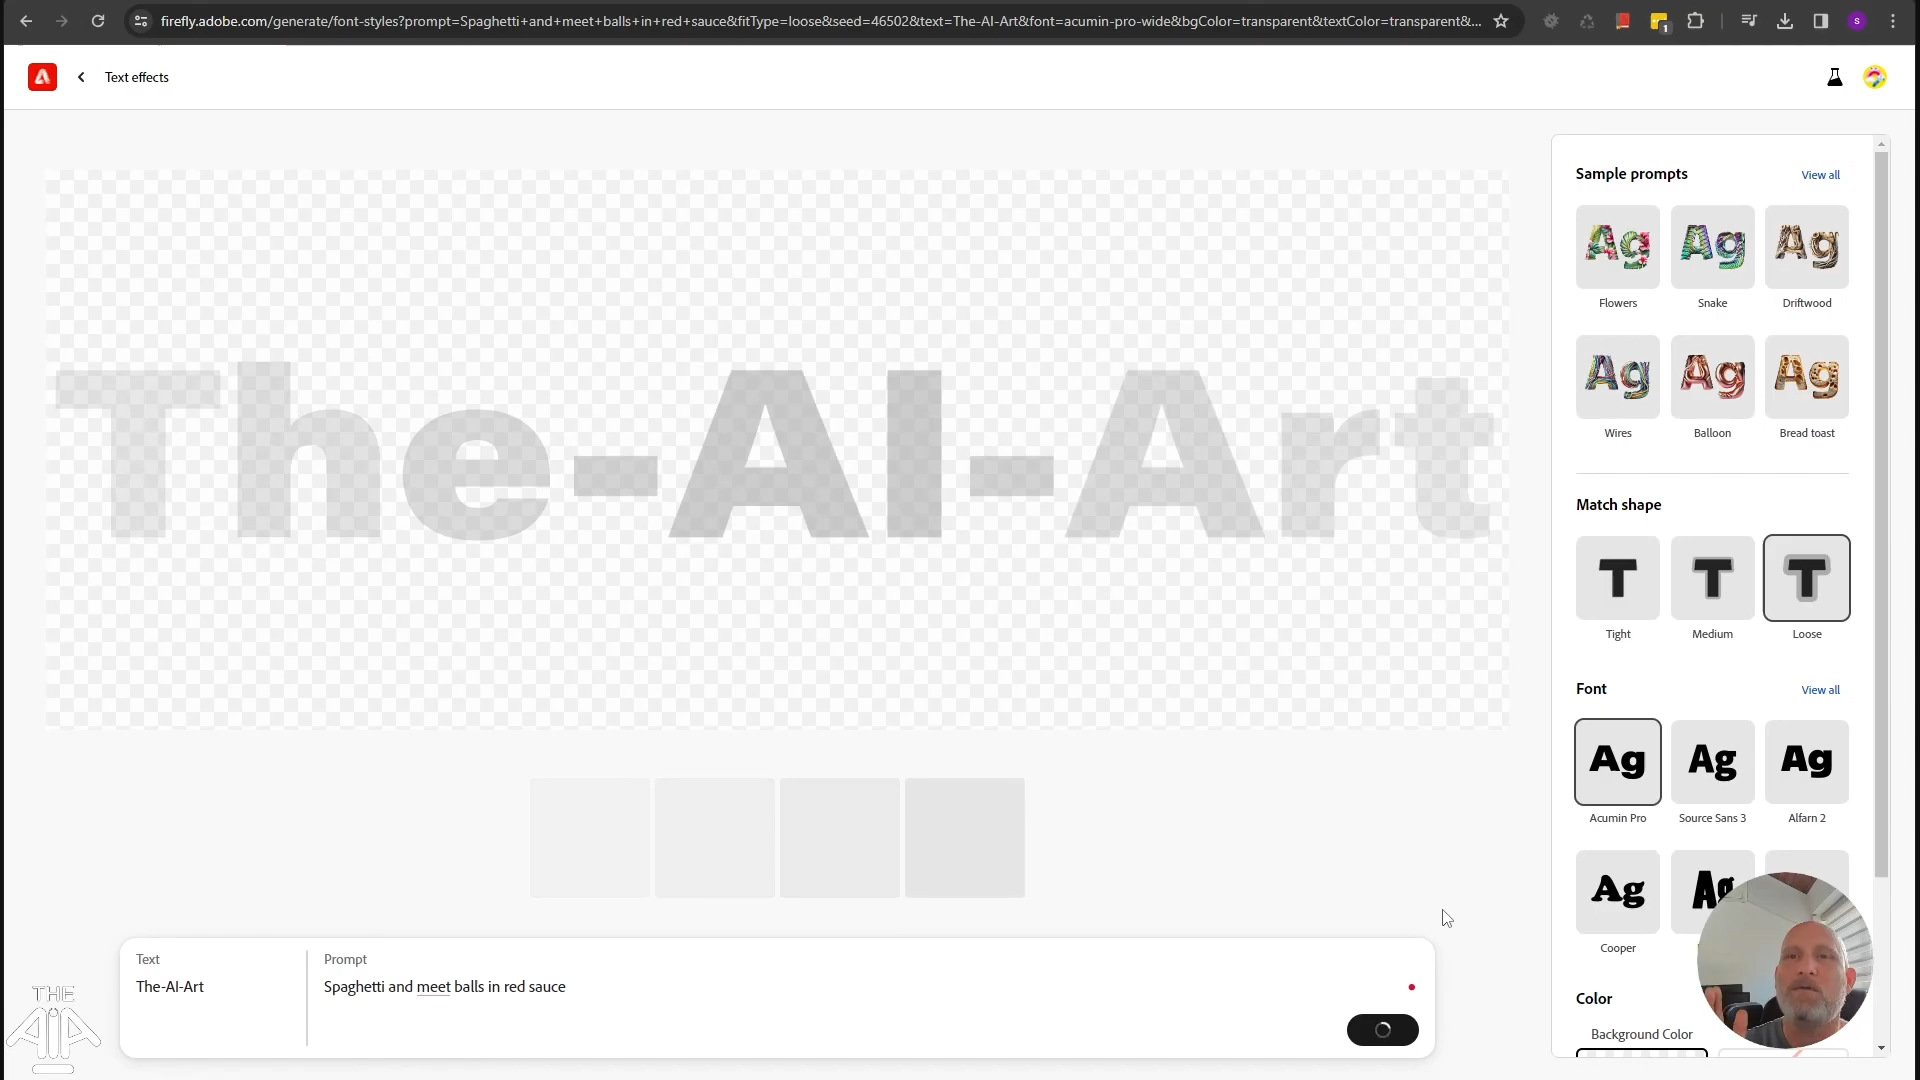 firefly.adobe.com/generate/font-styles?prompt=Spaghetti+and+meet+balls+in+red+sauce&fitType=loose&seed=46502&text=The-AI-Art&font=acumin-pro-wide&bgColor=transparent&textColor=transparent&...
1
S
Text effects
The-AI-Art
Sample prompts
View all
Ag Ag Ag
Flowers Snake Driftwood
Ag Ag Ag
Wires Balloon Bread toast
Match shape
T T T
Tight Medium Loose
Font
View all
Ag Ag Ag
Acumin Pro Source Sans 3 Alfarn 2
Ag Ag
Cooper
Color
Background Color
Text
The-AI-Art
Prompt
Spaghetti and meet balls in red sauce
THE
AiA